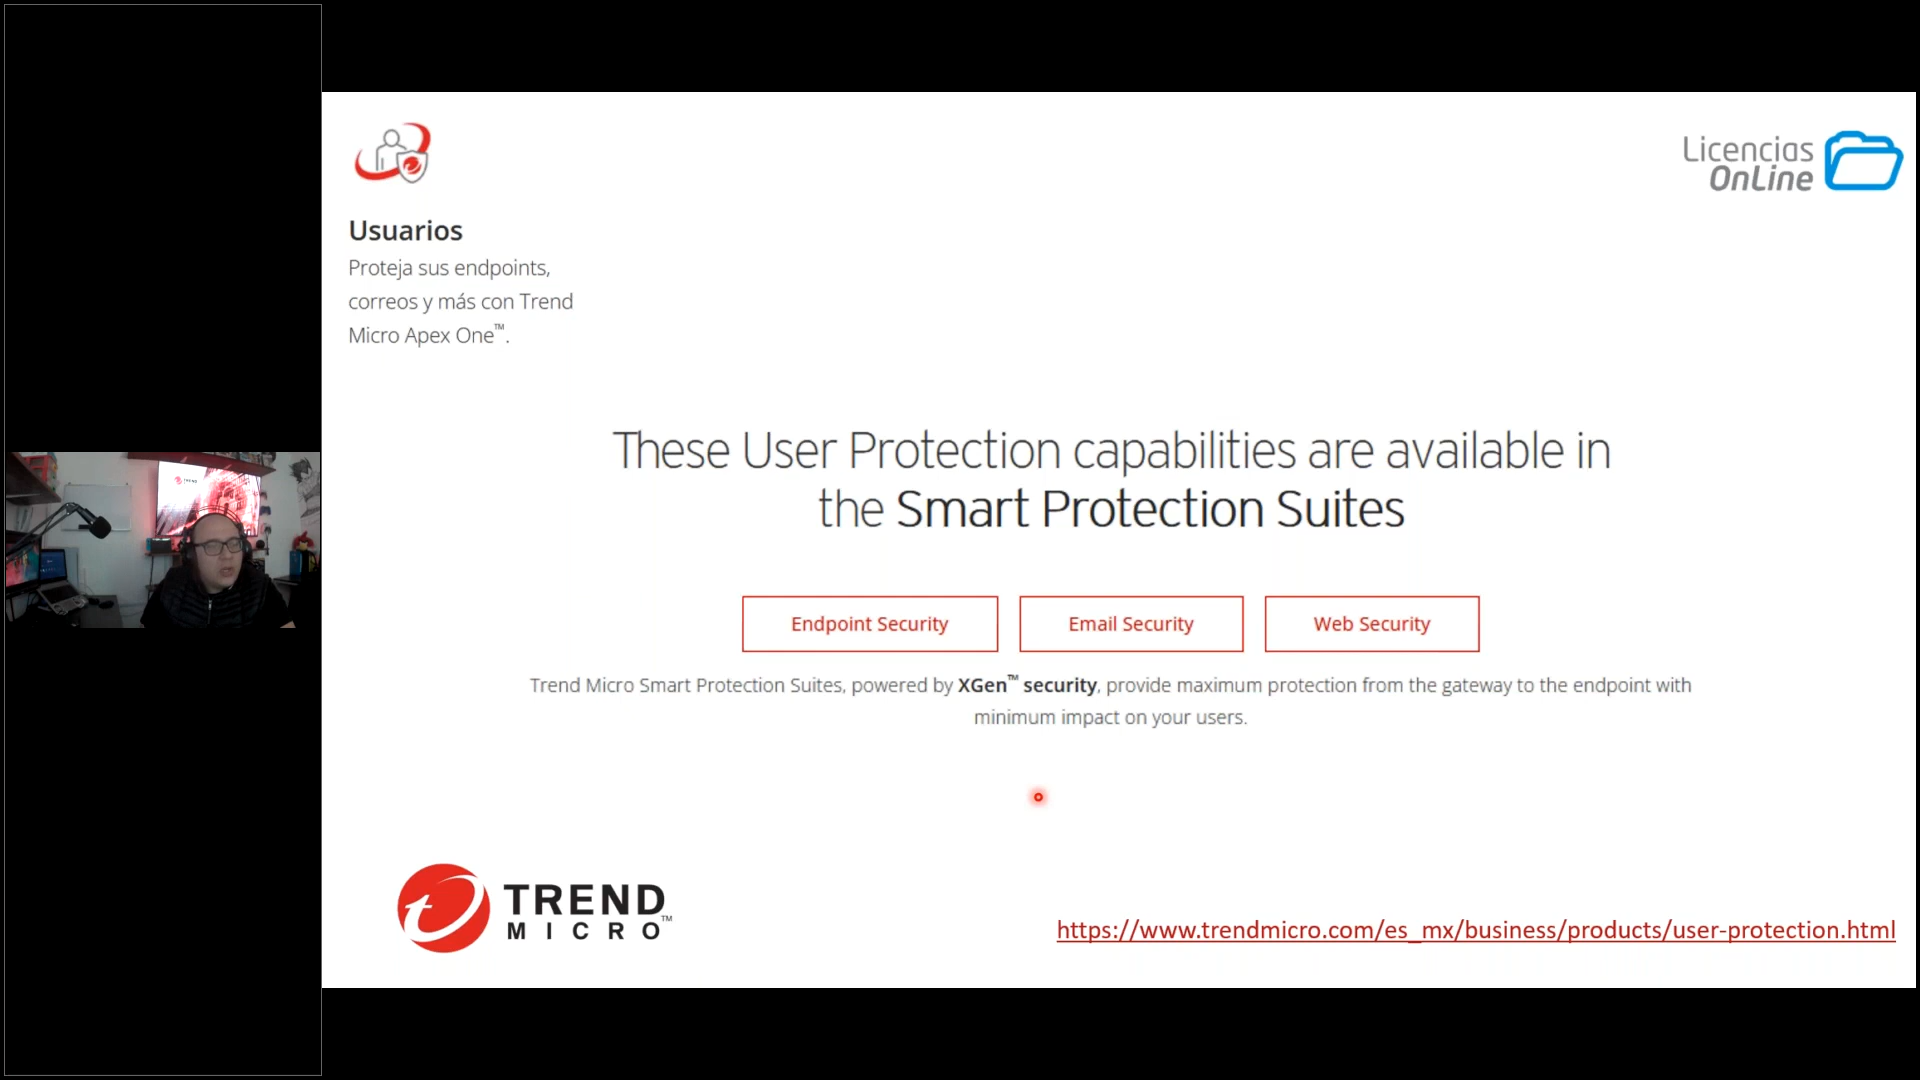 Licencias
OnLine
Usuarios
Proteja sus endpoints,
correos y más con Trend
Micro Apex One™.
These User Protection capabilities are available in
the Smart Protection Suites
Endpoint Security
Email Security
Web Security
Trend Micro Smart Protection Suites, powered by XGen™ security, provide maximum protection from the gateway to the endpoint with
minimum impact on your users.
TREND
MICRO™
https://www.trendmicro.com/es_mx/business/products/user-protection.html